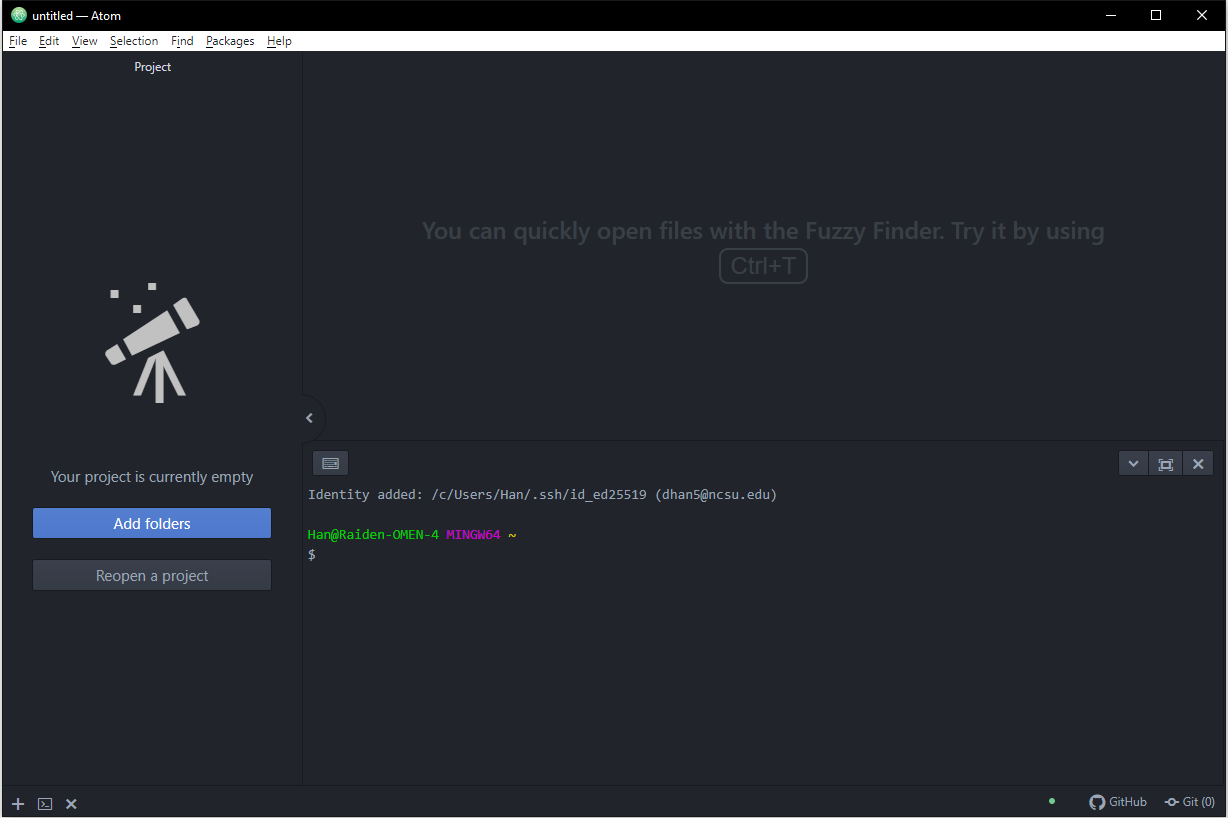 untitled — Atom
File Edit View Selection Find Packages Help
Project
You can quickly open files with the Fuzzy Finder. Try it by using
Ctrl+T
Your project is currently empty
Add folders
Reopen a project
Identity added: /c/Users/Han/.ssh/id_ed25519 (dhan5@ncsu.edu)
Han@Raiden-OMEN-4 MINGW64 ~
$
GitHub Git (0)